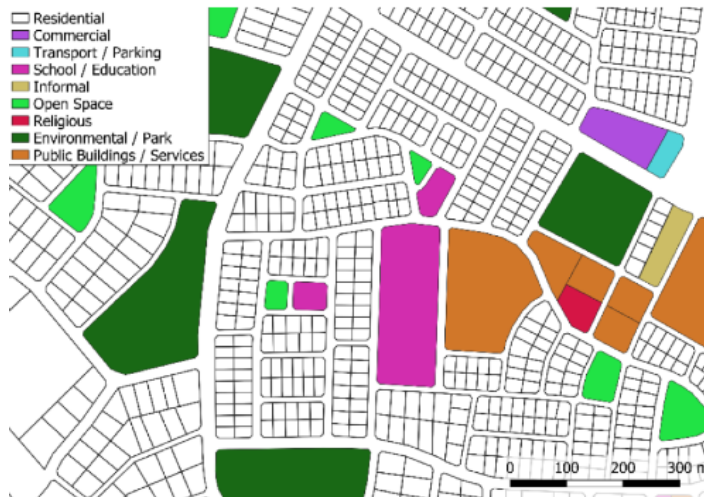 Residential
Commercial
Transport / Parking
School / Education
Informal
Open Space
Religious
Environmental / Park
Public Buildings / Services
0 100 200 300 m